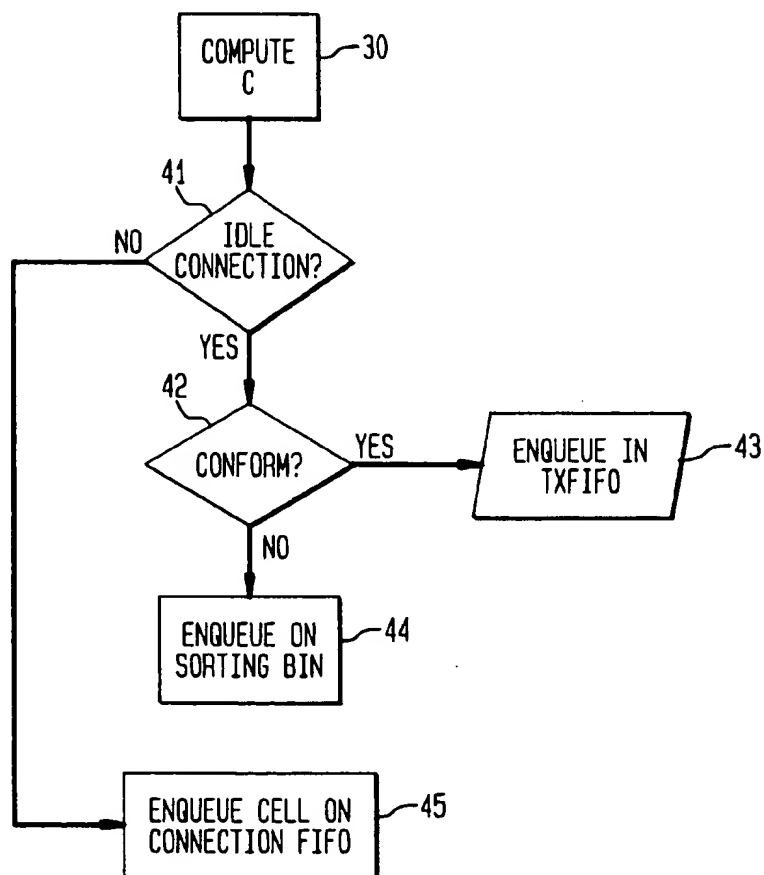 COMPUTE
C
30
41
IDLE
CONNECTION?
NO
YES
42
CONFORM?
YES
ENQUEUE IN
TXFIFO
43
NO
ENQUEUE ON
SORTING BIN
44
ENQUEUE CELL ON
CONNECTION FIFO
45